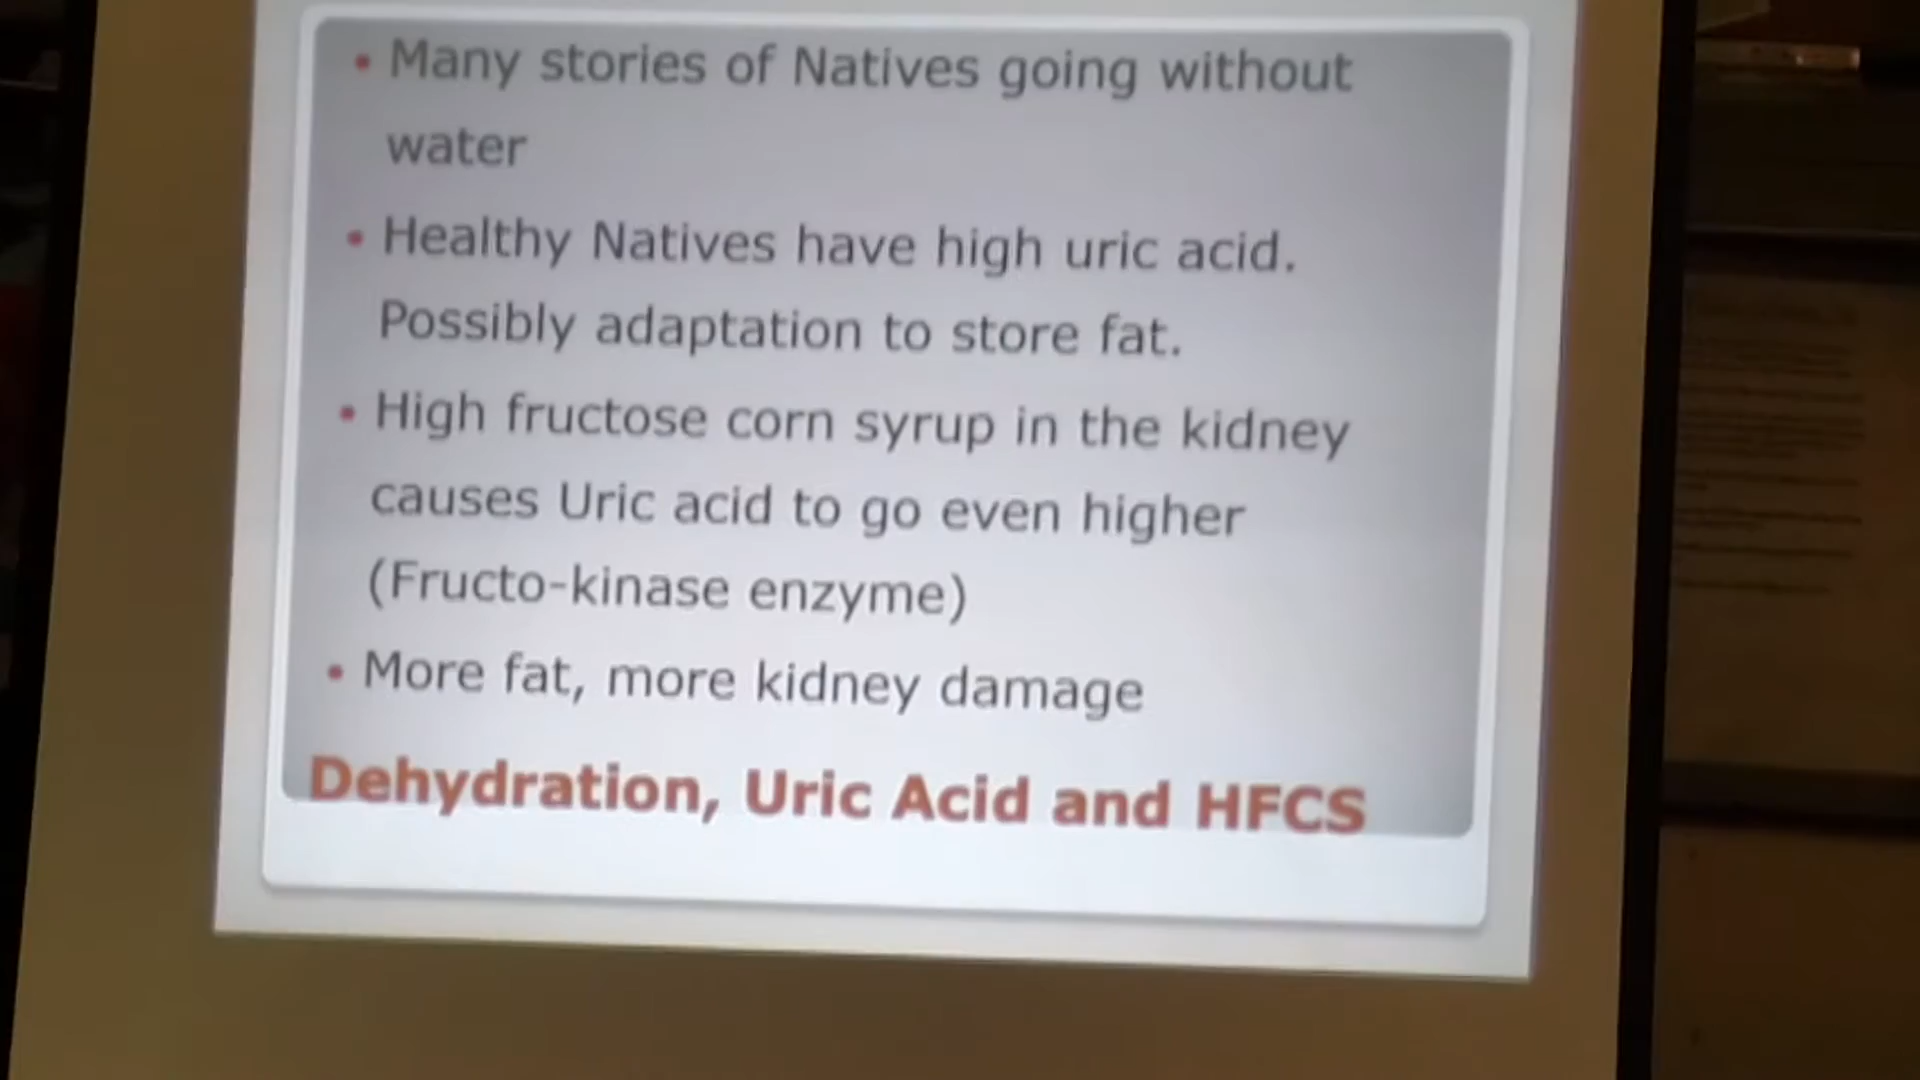 • Many stories of Natives going without
water
• Healthy Natives have high uric acid.
Possibly adaptation to store fat.
• High fructose corn syrup in the kidney
causes Uric acid to go even higher
(Fructo-kinase enzyme)
• More fat, more kidney damage
Dehydration, Uric Acid and HFCS